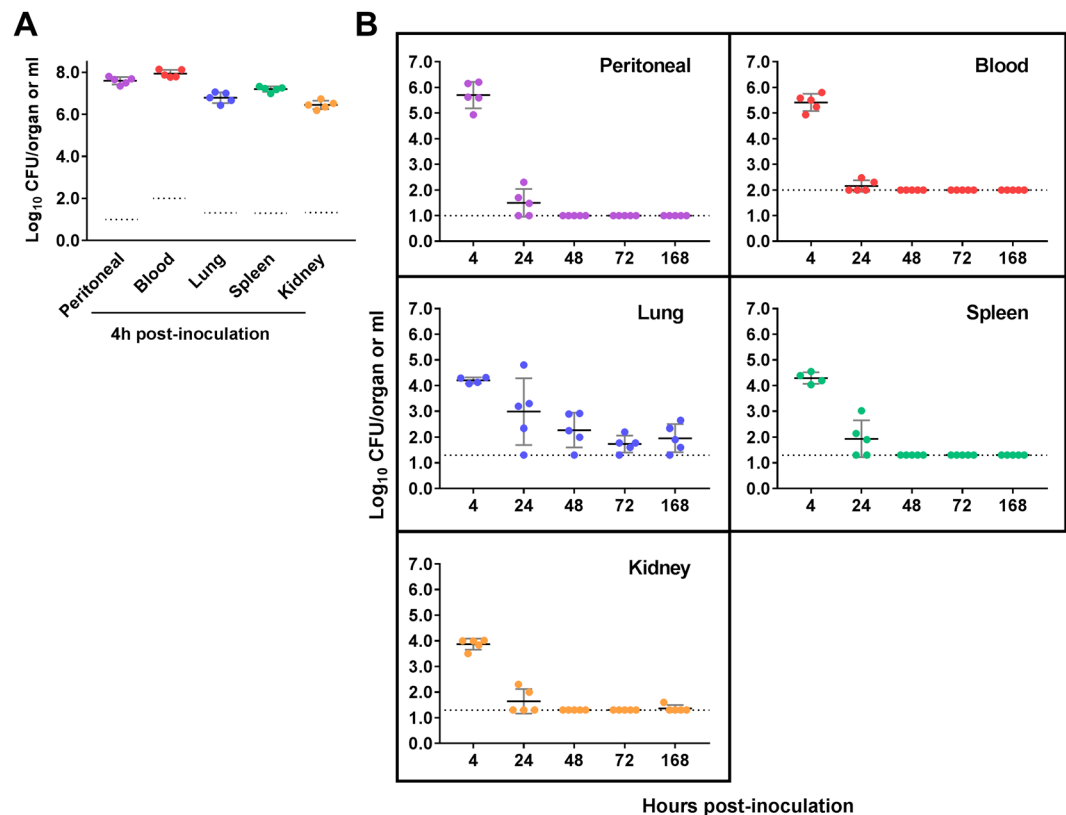 A
Log10 CFU/organ or ml
8.0
6.0
4.0
2.0
0.0
Peritoneal
Blood
Lung
Spleen
Kidney
4h post-inoculation
B
Log10 CFU/organ or ml
Peritoneal
7.0
6.0
5.0
4.0
3.0
2.0
1.0
0.0
4 24 48 72 168
Blood
7.0
6.0
5.0
4.0
3.0
2.0
1.0
0.0
4 24 48 72 168
Lung
7.0
6.0
5.0
4.0
3.0
2.0
1.0
0.0
4 24 48 72 168
Spleen
7.0
6.0
5.0
4.0
3.0
2.0
1.0
0.0
4 24 48 72 168
Kidney
7.0
6.0
5.0
4.0
3.0
2.0
1.0
0.0
4 24 48 72 168
Hours post-inoculation